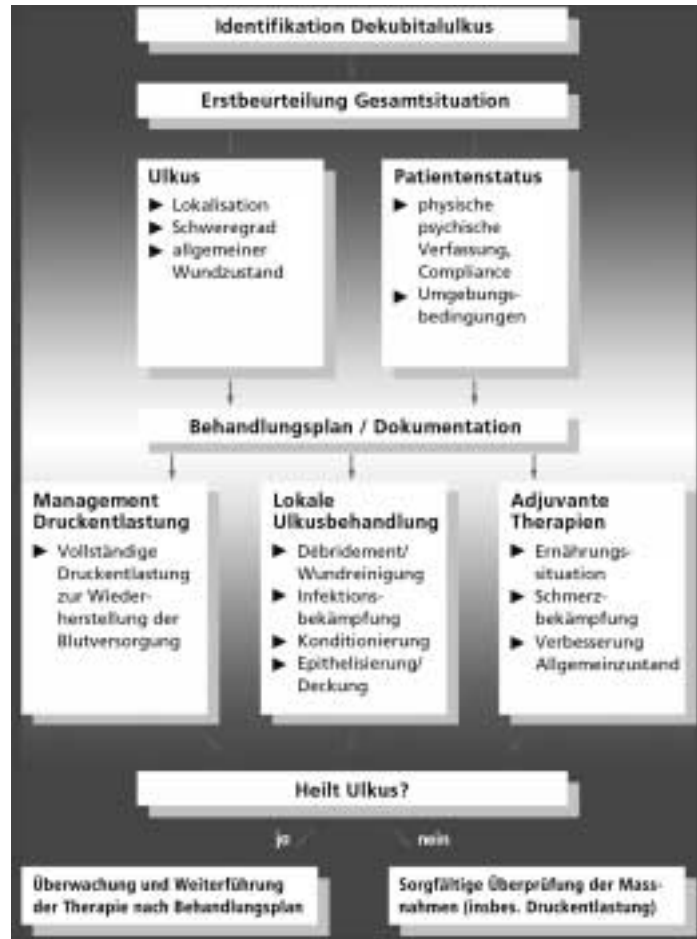 Identifikation Dekubitalulkus
Erstbeurteilung Gesamtsituation
Ulkus
► Lokalisation
► Schweregrad
► allgemeiner
Wundzustand
Patientenstatus
► physische
psychische
Verfassung,
Compliance
► Umgebungs-
bedingungen
Behandlungsplan / Dokumentation
Management
Druckentlastung
► Vollständige
Druckentlastung
zur Wieder-
herstellung der
Blutversorgung
Lokale
Ulkusbehandlung
► Débridement/
Wundreinigung
► Infektions-
bekämpfung
► Konditionierung
► Epithelisierung/
Deckung
Adjuvante
Therapien
► Ernährungs-
situation
► Schmerz-
bekämpfung
► Verbesserung
Allgemeinzustand
Heilt Ulkus?
ja
nein
Überwachung und Weiterführung
der Therapie nach Behandlungsplan
Sorgfältige Überprüfung der Mass-
nahmen (insbes. Druckentlastung)